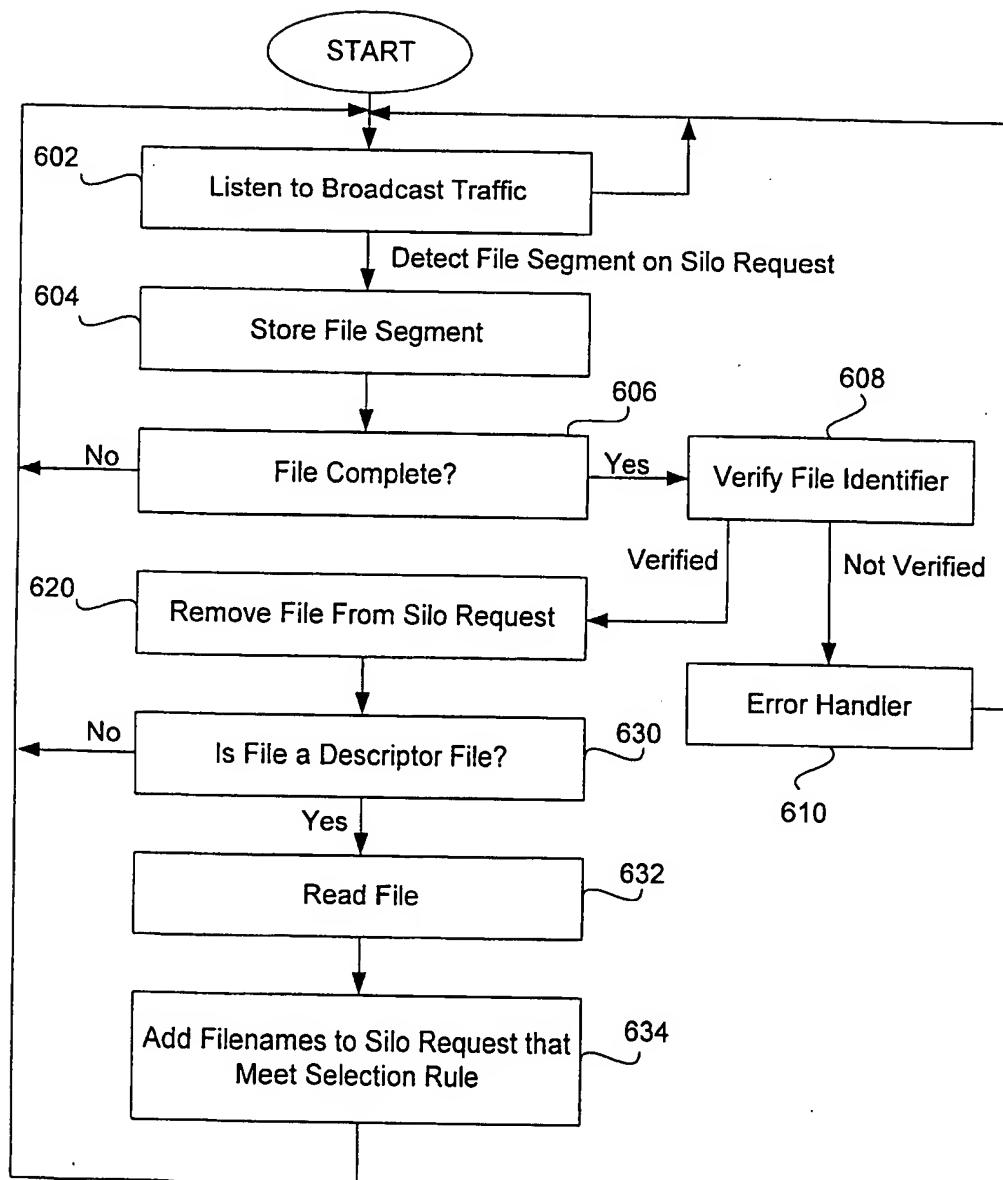 START
602
Listen to Broadcast Traffic
Detect File Segment on Silo Request
604
Store File Segment
606
608
No
File Complete?
Yes
Verify File Identifier
Verified
Not Verified
620
Remove File From Silo Request
Error Handler
No
Is File a Descriptor File?
630
610
Yes
Read File
632
Add Filenames to Silo Request that
Meet Selection Rule
634